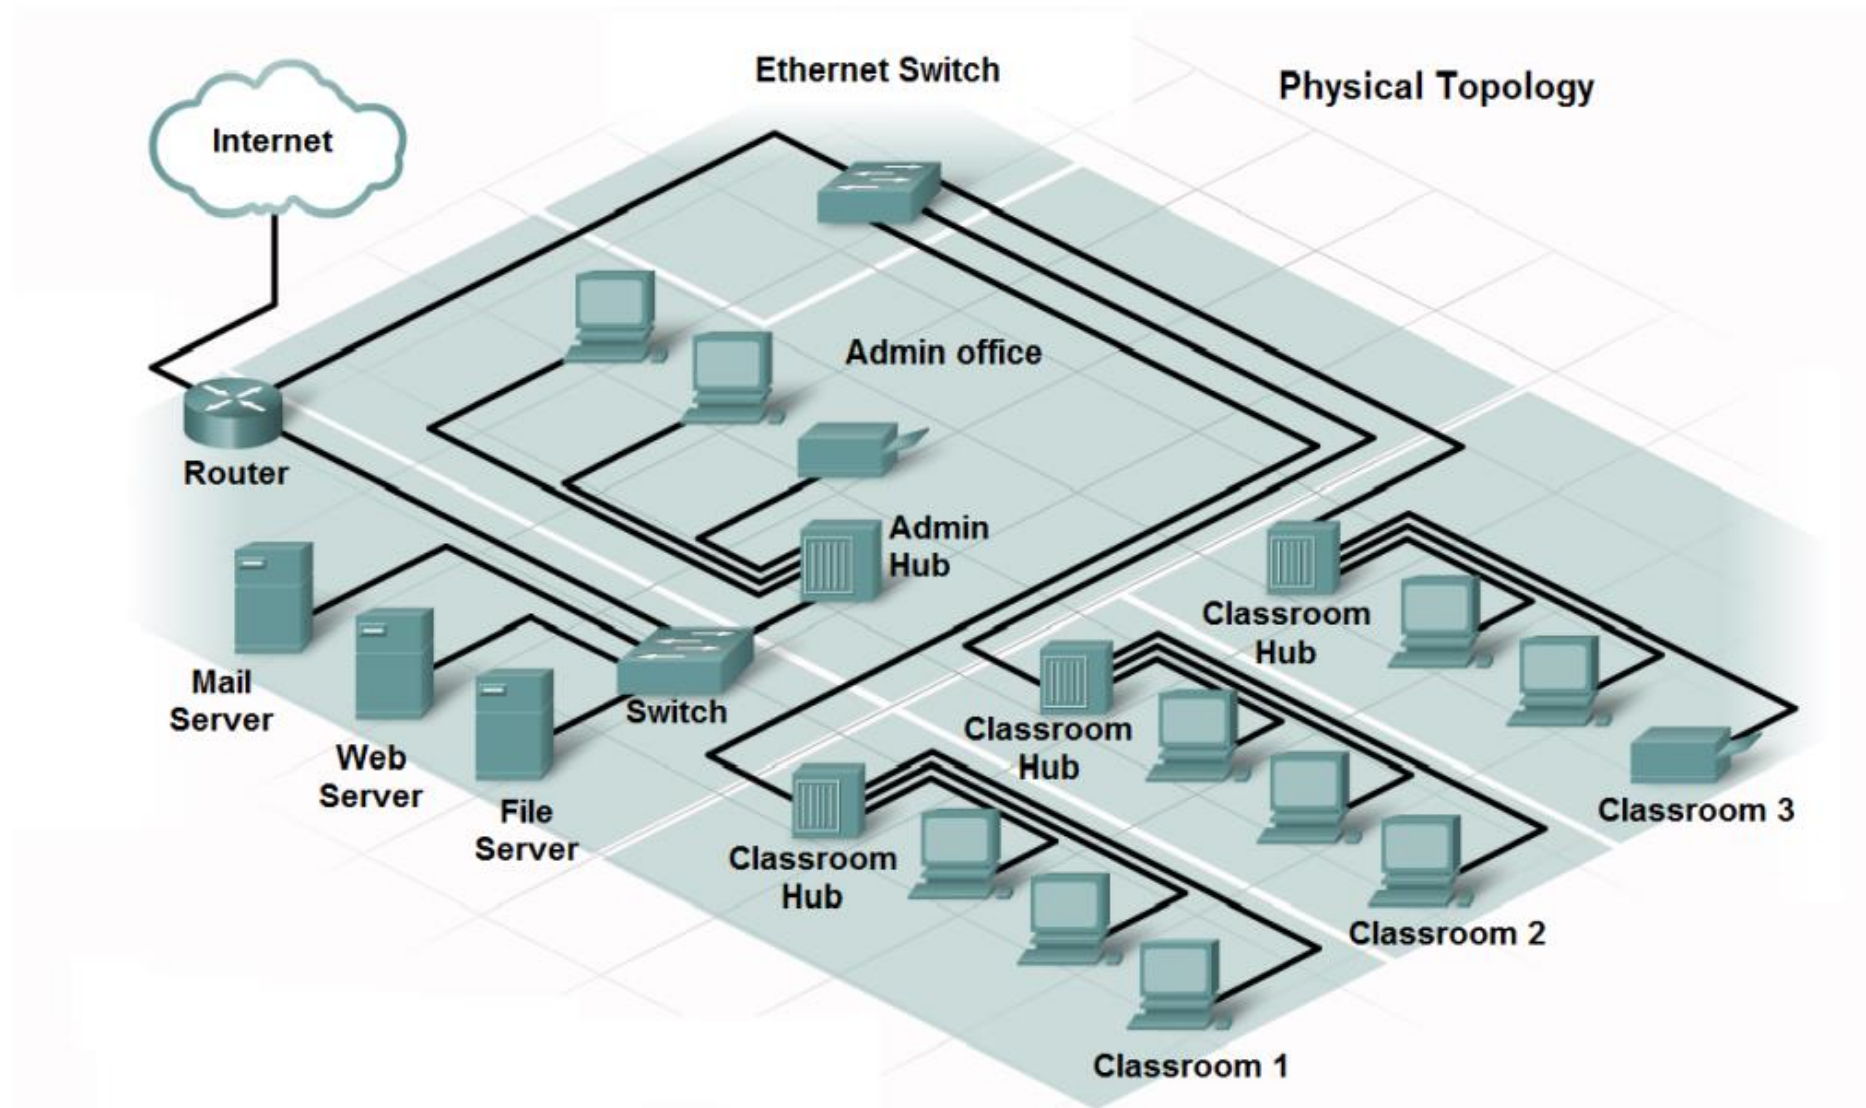 Ethernet Switch
Physical Topology
Internet
Admin office
Router
Admin
Hub
Classroom
Hub
Mail
Server
Switch
Classroom
Hub
Web
Server
File
Server
Classroom 3
Classroom
Hub
Classroom 2
Classroom 1